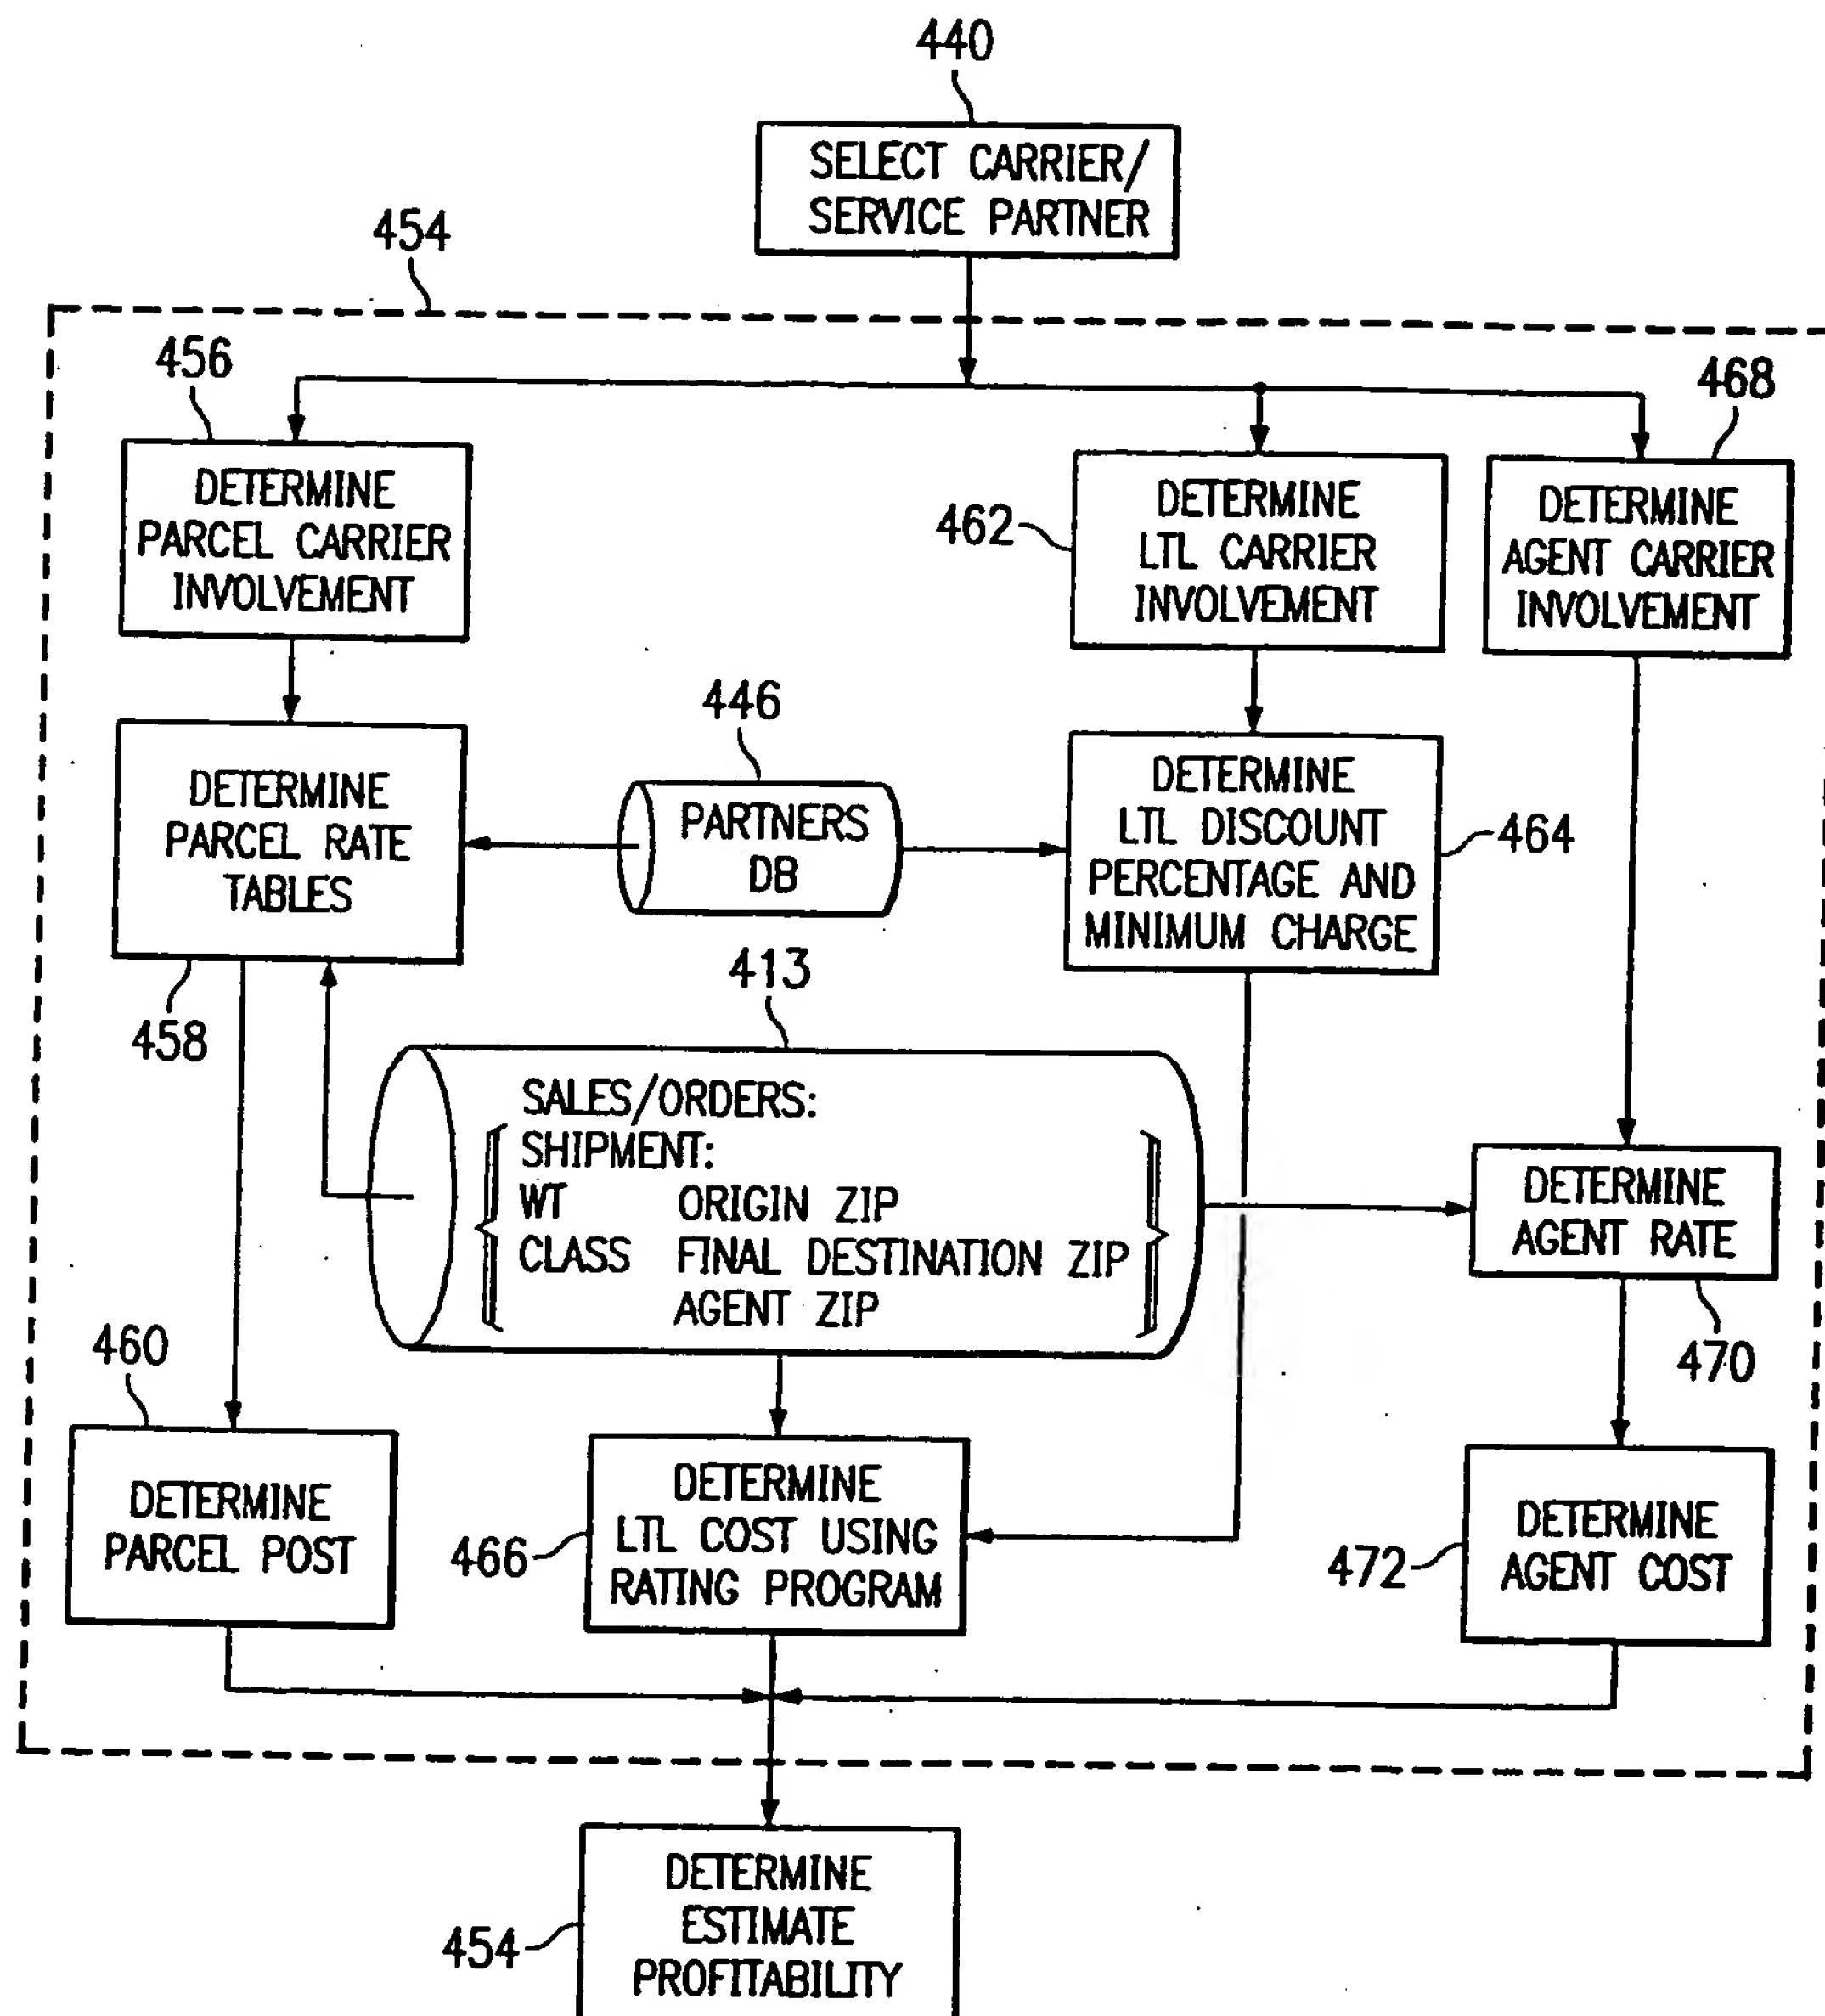 440
SELECT CARRIER/
SERVICE PARTNER
454
456
DETERMINE
PARCEL CARRIER
INVOLVEMENT
462
DETERMINE
LTL CARRIER
INVOLVEMENT
468
DETERMINE
AGENT CARRIER
INVOLVEMENT
DETERMINE
PARCEL RATE
TABLES
458
446
PARTNERS
DB
DETERMINE
LTL DISCOUNT
PERCENTAGE AND
MINIMUM CHARGE
464
413
SALES/ORDERS:
SHIPMENT:
WT ORIGIN ZIP
CLASS FINAL DESTINATION ZIP
AGENT ZIP
DETERMINE
AGENT RATE
470
460
DETERMINE
PARCEL POST
466
DETERMINE
LTL COST USING
RATING PROGRAM
472
DETERMINE
AGENT COST
454
DETERMINE
ESTIMATE
PROFITABILITY